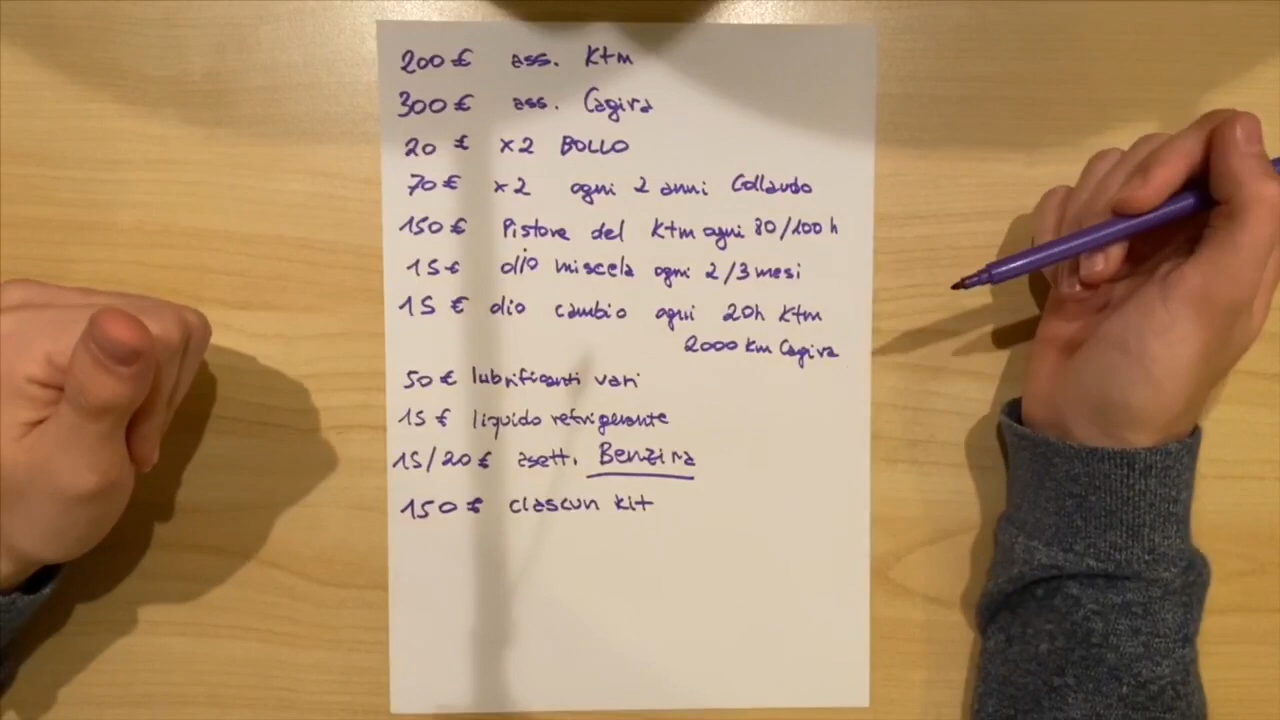 200€ ass. Ktm
300€ ass. Cagiva
20 € x2 BOLLO
70€ x2 ogni 2 anni Collaudo
150€ Pistone del Ktm ogni 80/100 h
15€ olio miscela ogni 2/3 mesi
15 € olio cambio ogni 20h Ktm
2000 km Cagiva
50€ lubrificanti vari
15 € liquido refrigerante
15/20€ asett. Benzina
150€ ciascun kit